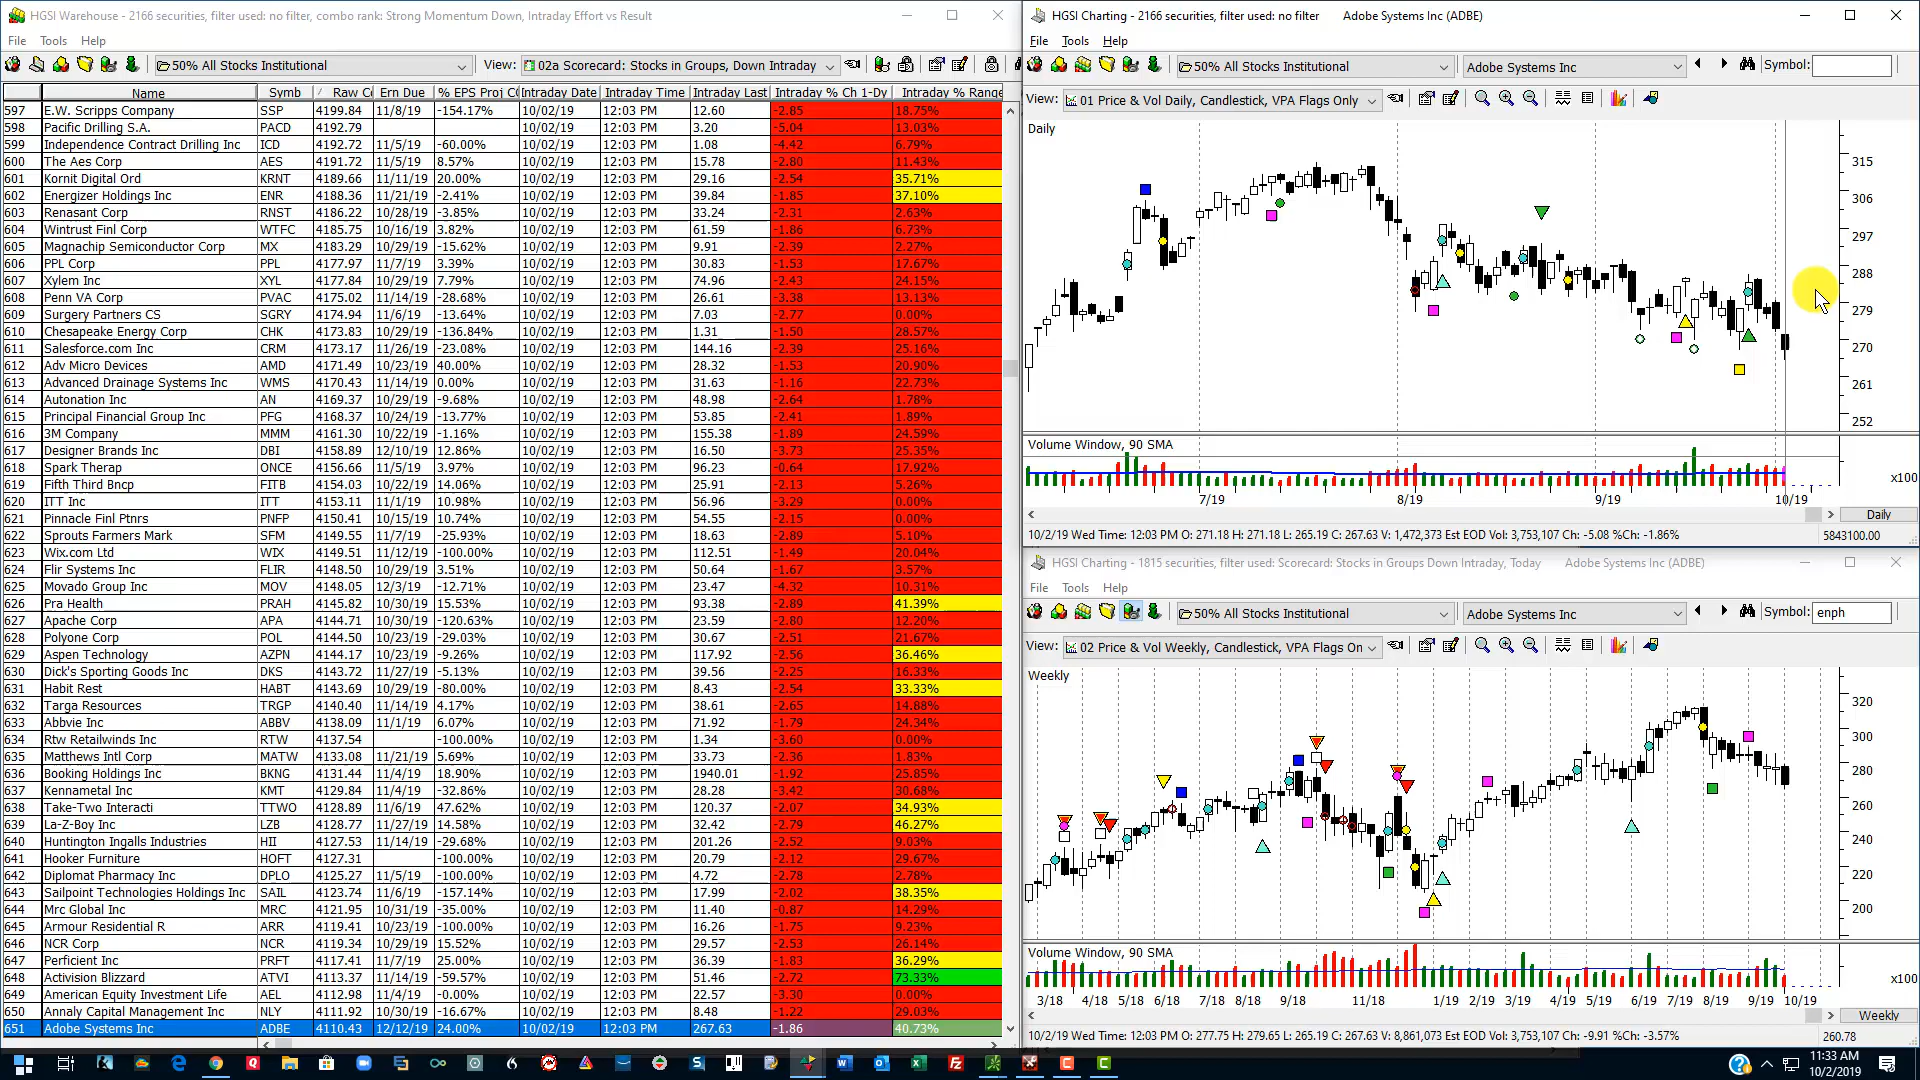 HGSI Warehouse - 2166 securities, filter used: no filter, combo rank: Strong Momentum Down, Intraday Effort vs Result
File Tools Help
50% All Stocks Institutional View: 02a Scorecard: Stocks in Groups, Down Intraday
Name Symb Raw C Ern Due % EPS Proj C Intraday Date Intraday Time Intraday Last Intraday % Ch 1-Dy Intraday % Range
597 E.W. Scripps Company SSP 4199.84 11/8/19 -154.17% 10/02/19 12:03 PM 12.60 -2.85 18.75%
598 Pacific Drilling S.A. PACD 4192.79 10/02/19 12:03 PM 3.20 -5.04 13.03%
599 Independence Contract Drilling Inc ICD 4192.72 11/5/19 -60.00% 10/02/19 12:03 PM 1.08 -4.42 6.79%
600 The Aes Corp AES 4191.72 11/5/19 8.57% 10/02/19 12:03 PM 15.78 -2.80 11.43%
601 Kornit Digital Ord KRNT 4189.66 11/11/19 20.00% 10/02/19 12:03 PM 29.16 -2.54 35.71%
602 Energizer Holdings Inc ENR 4188.36 11/21/19 -2.41% 10/02/19 12:03 PM 39.84 -1.85 37.10%
603 Renasant Corp RNST 4186.22 10/28/19 -3.85% 10/02/19 12:03 PM 33.24 -2.31 2.63%
604 Wintrust Finl Corp WTFC 4185.75 10/16/19 3.82% 10/02/19 12:03 PM 61.59 -1.86 6.73%
605 Magnachip Semiconductor Corp MX 4183.29 10/29/19 -15.62% 10/02/19 12:03 PM 9.91 -2.39 2.27%
606 PPL Corp PPL 4177.97 11/7/19 3.39% 10/02/19 12:03 PM 30.83 -1.53 17.67%
607 Xylem Inc XYL 4177.84 10/29/19 7.79% 10/02/19 12:03 PM 74.96 -2.43 24.15%
608 Penn VA Corp PVAC 4175.02 11/14/19 -28.68% 10/02/19 12:03 PM 26.61 -3.38 13.13%
609 Surgery Partners CS SGRY 4174.94 11/6/19 -13.64% 10/02/19 12:03 PM 7.03 -2.77 0.00%
610 Chesapeake Energy Corp CHK 4173.83 10/29/19 -136.84% 10/02/19 12:03 PM 1.31 -1.50 28.57%
611 Salesforce.com Inc CRM 4173.17 11/26/19 -23.08% 10/02/19 12:03 PM 144.16 -2.39 25.16%
612 Adv Micro Devices AMD 4171.49 10/23/19 40.00% 10/02/19 12:03 PM 28.32 -1.53 20.90%
613 Advanced Drainage Systems Inc WMS 4170.43 11/14/19 0.00% 10/02/19 12:03 PM 31.63 -1.16 22.73%
614 Autonation Inc AN 4169.37 10/29/19 -9.68% 10/02/19 12:03 PM 48.98 -2.64 1.78%
615 Principal Financial Group Inc PFG 4168.37 10/24/19 -13.77% 10/02/19 12:03 PM 53.85 -2.41 1.89%
616 3M Company MMM 4161.30 10/22/19 -1.16% 10/02/19 12:03 PM 155.38 -1.89 24.59%
617 Designer Brands Inc DBI 4158.89 12/10/19 12.86% 10/02/19 12:03 PM 16.50 -3.73 25.35%
618 Spark Therap ONCE 4156.66 11/5/19 3.97% 10/02/19 12:03 PM 96.23 -0.64 17.92%
619 Fifth Third Bncp FITB 4154.03 10/22/19 14.06% 10/02/19 12:03 PM 25.91 -2.13 5.26%
620 ITT Inc ITT 4153.11 11/1/19 10.98% 10/02/19 12:03 PM 56.96 -3.29 0.00%
621 Pinnacle Finl Ptnrs PNFP 4150.41 10/15/19 10.74% 10/02/19 12:03 PM 54.55 -2.15 0.00%
622 Sprouts Farmers Mark SFM 4149.55 11/7/19 -25.93% 10/02/19 12:03 PM 18.63 -2.89 5.10%
623 Wix.com Ltd WIX 4149.51 11/12/19 -100.00% 10/02/19 12:03 PM 112.51 -1.49 20.04%
624 Flir Systems Inc FLIR 4148.50 10/29/19 3.51% 10/02/19 12:03 PM 50.64 -1.67 3.57%
625 Movado Group Inc MOV 4148.05 12/3/19 -12.71% 10/02/19 12:03 PM 23.47 -4.32 10.31%
626 Pra Health PRAH 4145.82 10/30/19 15.53% 10/02/19 12:03 PM 93.38 -2.89 41.39%
627 Apache Corp APA 4144.71 10/30/19 -120.63% 10/02/19 12:03 PM 23.59 -2.80 12.20%
628 Polyone Corp POL 4144.50 10/23/19 -29.03% 10/02/19 12:03 PM 30.67 -2.51 21.67%
629 Aspen Technology AZPN 4144.17 10/23/19 -9.26% 10/02/19 12:03 PM 117.92 -2.56 36.46%
630 Dick's Sporting Goods Inc DKS 4143.72 11/27/19 -5.13% 10/02/19 12:03 PM 39.56 -2.25 16.33%
631 Habit Rest HABT 4143.69 10/29/19 -80.00% 10/02/19 12:03 PM 8.43 -2.54 33.33%
632 Targa Resources TRGP 4140.40 11/14/19 4.17% 10/02/19 12:03 PM 38.61 -2.65 14.88%
633 Abbvie Inc ABBV 4138.09 11/1/19 6.07% 10/02/19 12:03 PM 71.92 -1.79 24.34%
634 Rtw Retailwinds Inc RTW 4137.54 -100.00% 10/02/19 12:03 PM 1.34 -3.60 0.00%
635 Matthews Intl Corp MATW 4133.08 11/21/19 5.69% 10/02/19 12:03 PM 33.73 -2.36 1.83%
636 Booking Holdings Inc BKNG 4131.44 11/4/19 18.90% 10/02/19 12:03 PM 1940.01 -1.92 25.85%
637 Kennametal Inc KMT 4129.84 11/4/19 -32.86% 10/02/19 12:03 PM 28.28 -3.42 30.68%
638 Take-Two Interacti TTWO 4128.89 11/6/19 47.62% 10/02/19 12:03 PM 120.37 -2.07 34.93%
639 La-Z-Boy Inc LZB 4128.77 11/27/19 14.58% 10/02/19 12:03 PM 32.42 -2.79 46.27%
640 Huntington Ingalls Industries HII 4127.53 11/14/19 -29.68% 10/02/19 12:03 PM 201.26 -2.52 9.03%
641 Hooker Furniture HOFT 4127.31 -100.00% 10/02/19 12:03 PM 20.79 -2.12 29.67%
642 Diplomat Pharmacy Inc DPLO 4125.27 11/5/19 -100.00% 10/02/19 12:03 PM 4.72 -2.78 2.78%
643 Sailpoint Technologies Holdings Inc SAIL 4123.74 11/6/19 -157.14% 10/02/19 12:03 PM 17.99 -2.02 38.35%
644 Mrc Global Inc MRC 4121.95 10/31/19 -35.00% 10/02/19 12:03 PM 11.40 -0.87 14.29%
645 Armour Residential R ARR 4119.41 10/23/19 -100.00% 10/02/19 12:03 PM 16.26 -1.75 9.23%
646 NCR Corp NCR 4119.34 10/29/19 15.52% 10/02/19 12:03 PM 29.57 -2.53 26.14%
647 Perficient Inc PRFT 4117.41 11/7/19 25.00% 10/02/19 12:03 PM 36.39 -1.83 36.29%
648 Activision Blizzard ATVI 4113.37 11/14/19 -59.57% 10/02/19 12:03 PM 51.46 -2.72 73.33%
649 American Equity Investment Life AEL 4112.98 11/4/19 -0.00% 10/02/19 12:03 PM 22.57 -3.30 0.00%
650 Annaly Capital Management Inc NLY 4111.92 10/30/19 -16.67% 10/02/19 12:03 PM 8.48 -1.22 29.03%
651 Adobe Systems Inc ADBE 4110.43 12/12/19 24.00% 10/02/19 12:03 PM 267.63 -1.86 40.73%
HGSI Charting - 2166 securities, filter used: no filter Adobe Systems Inc (ADBE)
File Tools Help
50% All Stocks Institutional Adobe Systems Inc Symbol:
View: 01 Price & Vol Daily, Candlestick, VPA Flags Only
Daily
315
306
297
288
279
270
261
252
Volume Window, 90 SMA
x100
7/19 8/19 9/19 10/19
Daily
10/2/19 Wed Time: 12:03 PM O: 271.18 H: 271.18 L: 265.19 C: 267.63 V: 1,472,373 Est EOD Vol: 3,753,107 Ch: -5.08 %Ch: -1.86% 5843100.00
HGSI Charting - 1815 securities, filter used: Scorecard: Stocks in Groups Down Intraday, Today Adobe Systems Inc (ADBE)
File Tools Help
50% All Stocks Institutional Adobe Systems Inc Symbol: enph
View: 02 Price & Vol Weekly, Candlestick, VPA Flags On
Weekly
320
300
280
260
240
220
200
Volume Window, 90 SMA
x100
3/18 4/18 5/18 6/18 7/18 8/18 9/18 11/18 1/19 2/19 3/19 4/19 5/19 6/19 7/19 8/19 9/19 10/19
Weekly
10/2/19 Wed Time: 12:03 PM O: 277.75 H: 279.65 L: 265.19 C: 267.63 V: 8,861,073 Est EOD Vol: 3,753,107 Ch: -9.91 %Ch: -3.57% 260.78
11:33 AM
10/2/2019